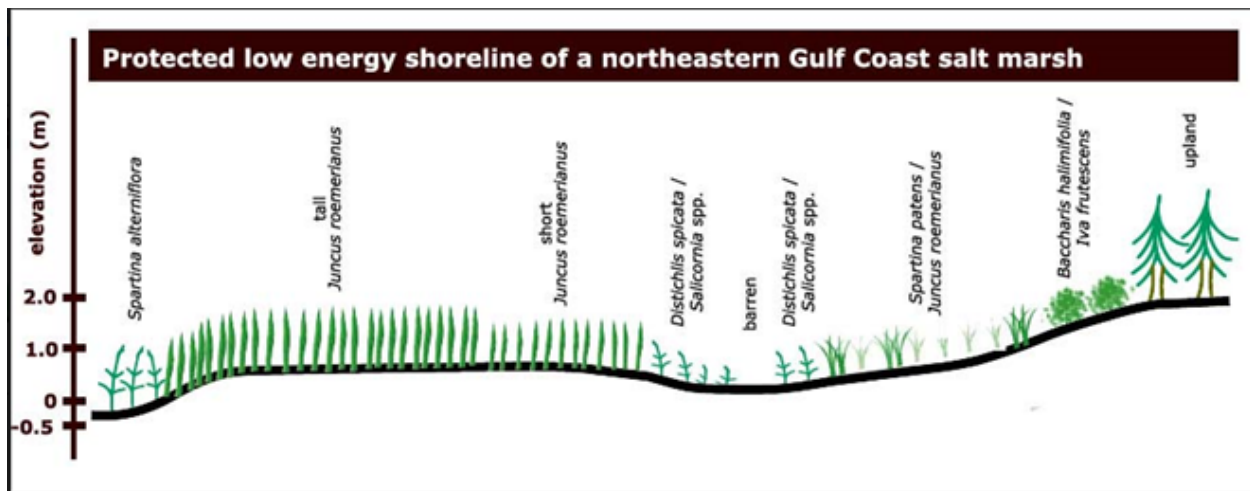 Protected low energy shoreline of a northeastern Gulf Coast salt marsh
elevation (m)
2.0
1.0
0
-0.5
Spartina alterniflora
tall
Juncus roemerianus
short
Juncus roemerianus
Distichlis spicata /
Salicornia spp.
barren
Distichlis spicata /
Salicornia spp.
Spartina patens /
Juncus roemerianus
Baccharis halimifolia /
Iva frutescens
upland